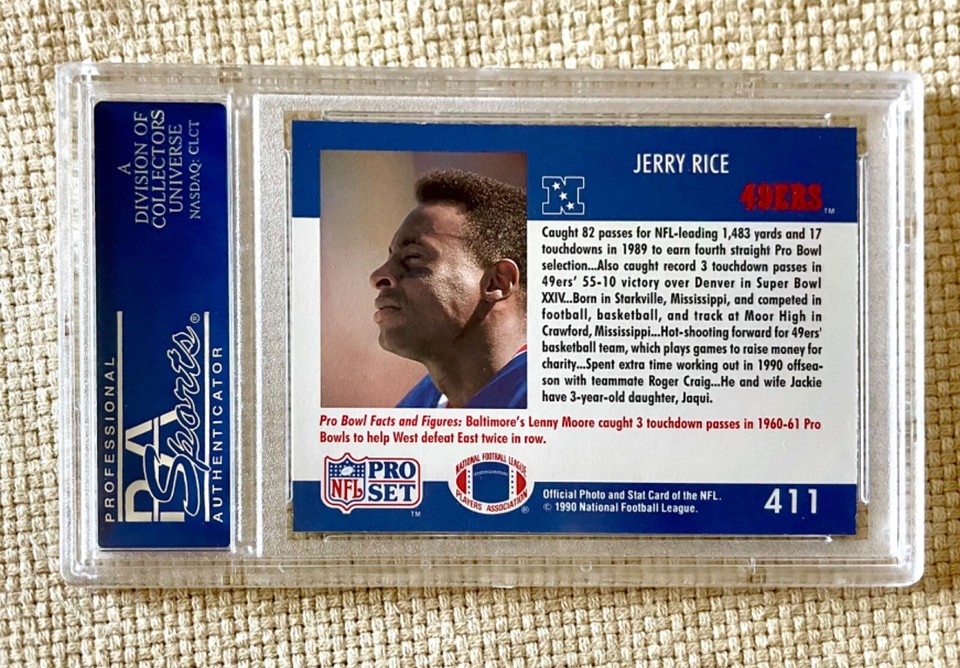 A
DIVISION OF
COLLECTORS
UNIVERSE
NASDAQ: CLCT
PROFESSIONAL
PSA
Sports®
AUTHENTICATOR
JERRY RICE
N
49ERS™
Caught 82 passes for NFL-leading 1,483 yards and 17
touchdowns in 1989 to earn fourth straight Pro Bowl
selection...Also caught record 3 touchdown passes in
49ers' 55-10 victory over Denver in Super Bowl
XXIV...Born in Starkville, Mississippi, and competed in
football, basketball, and track at Moor High in
Crawford, Mississippi...Hot-shooting forward for 49ers'
basketball team, which plays games to raise money for
charity...Spent extra time working out in 1990 offsea-
son with teammate Roger Craig...He and wife Jackie
have 3-year-old daughter, Jaqui.
Pro Bowl Facts and Figures: Baltimore's Lenny Moore caught 3 touchdown passes in 1960-61 Pro
Bowls to help West defeat East twice in row.
NFL PRO
SET™
NATIONAL FOOTBALL LEAGUE
PLAYERS ASSOCIATION®
Official Photo and Stat Card of the NFL.
© 1990 National Football League.
411